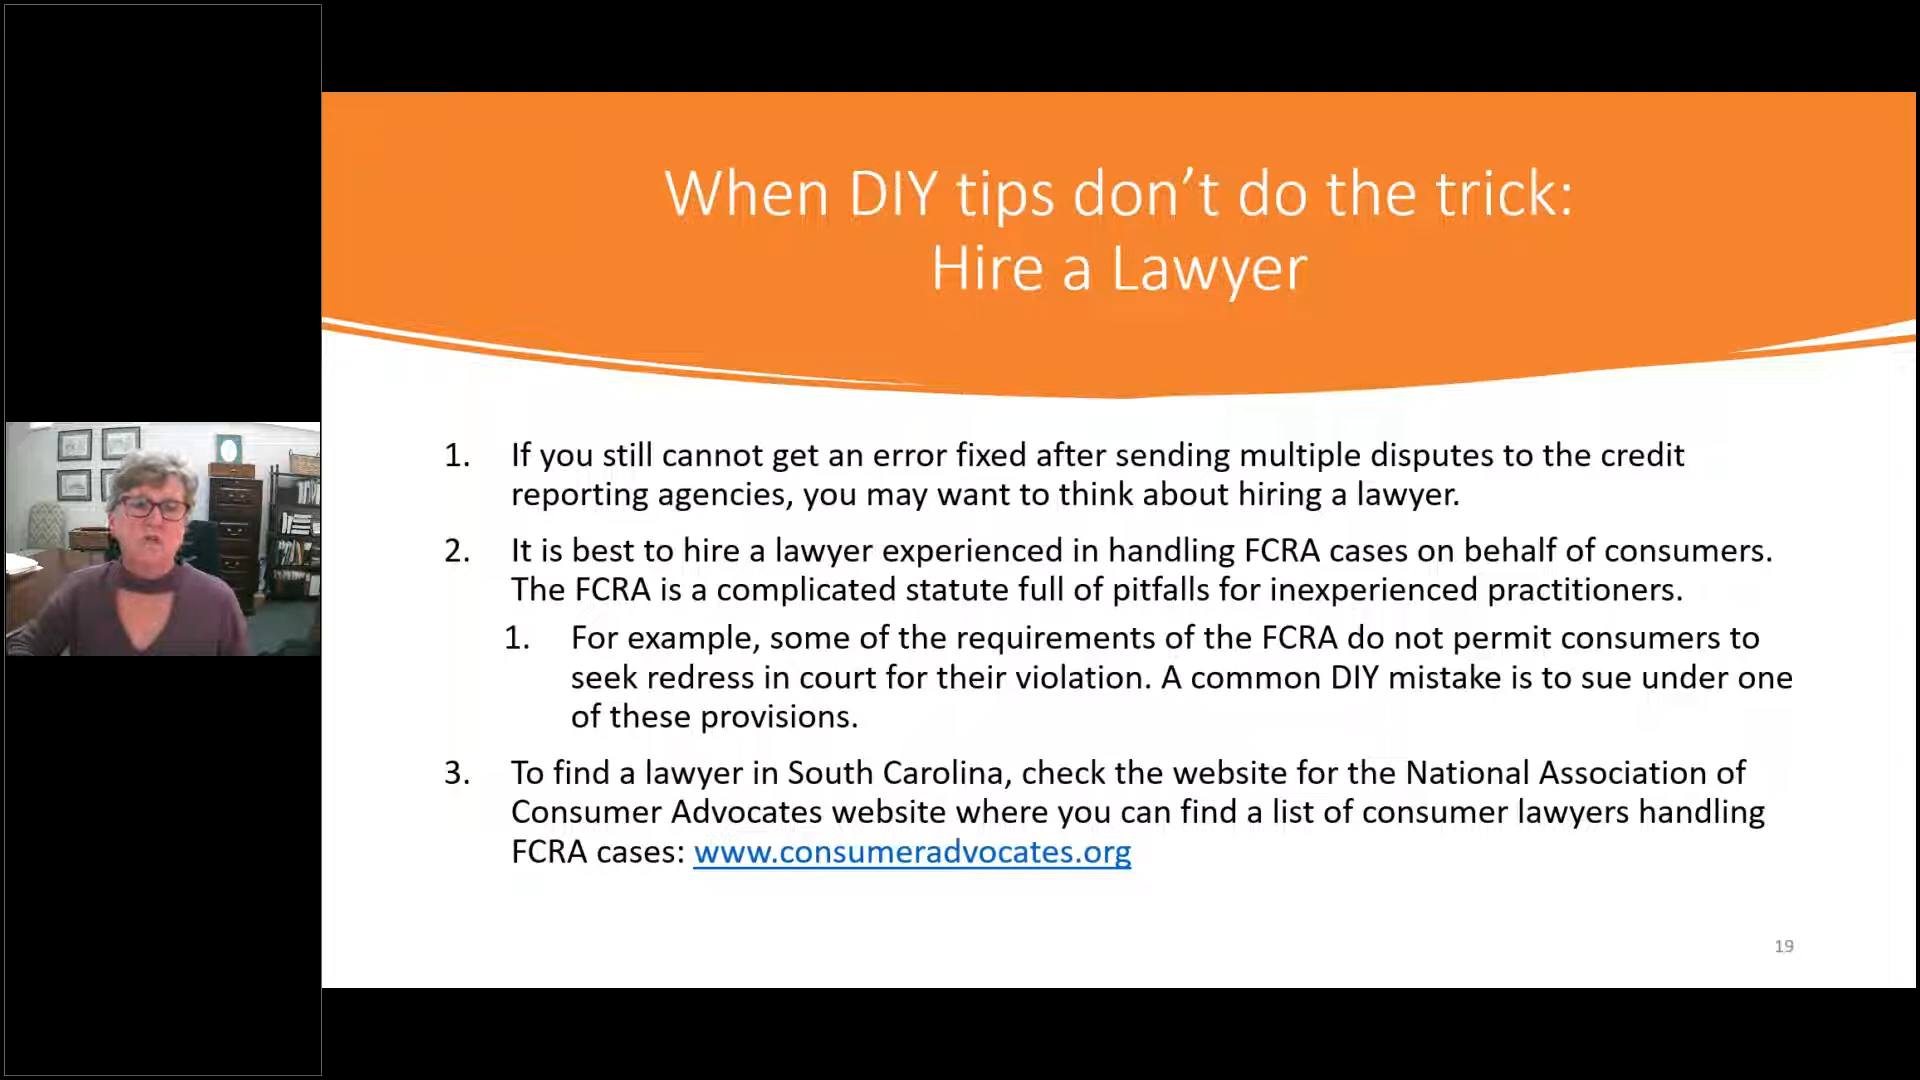 When DIY tips don’t do the trick:
Hire a Lawyer
1. If you still cannot get an error fixed after sending multiple disputes to the credit
reporting agencies, you may want to think about hiring a lawyer.
2. It is best to hire a lawyer experienced in handling FCRA cases on behalf of consumers.
The FCRA is a complicated statute full of pitfalls for inexperienced practitioners.
1. For example, some of the requirements of the FCRA do not permit consumers to
seek redress in court for their violation. A common DIY mistake is to sue under one
of these provisions.
3. To find a lawyer in South Carolina, check the website for the National Association of
Consumer Advocates website where you can find a list of consumer lawyers handling
FCRA cases: www.consumeradvocates.org
19